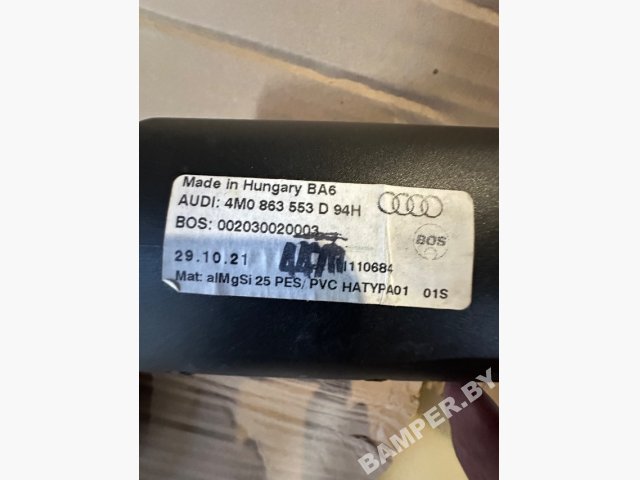 Made in Hungary BA6
AUDI: 4M0 863 553 D 94H
BOS: 002030020003
BOS
29.10.21
110684
Mat: alMgSi 25 PES/ PVC HATYPA01 01S
BAMPER.BY